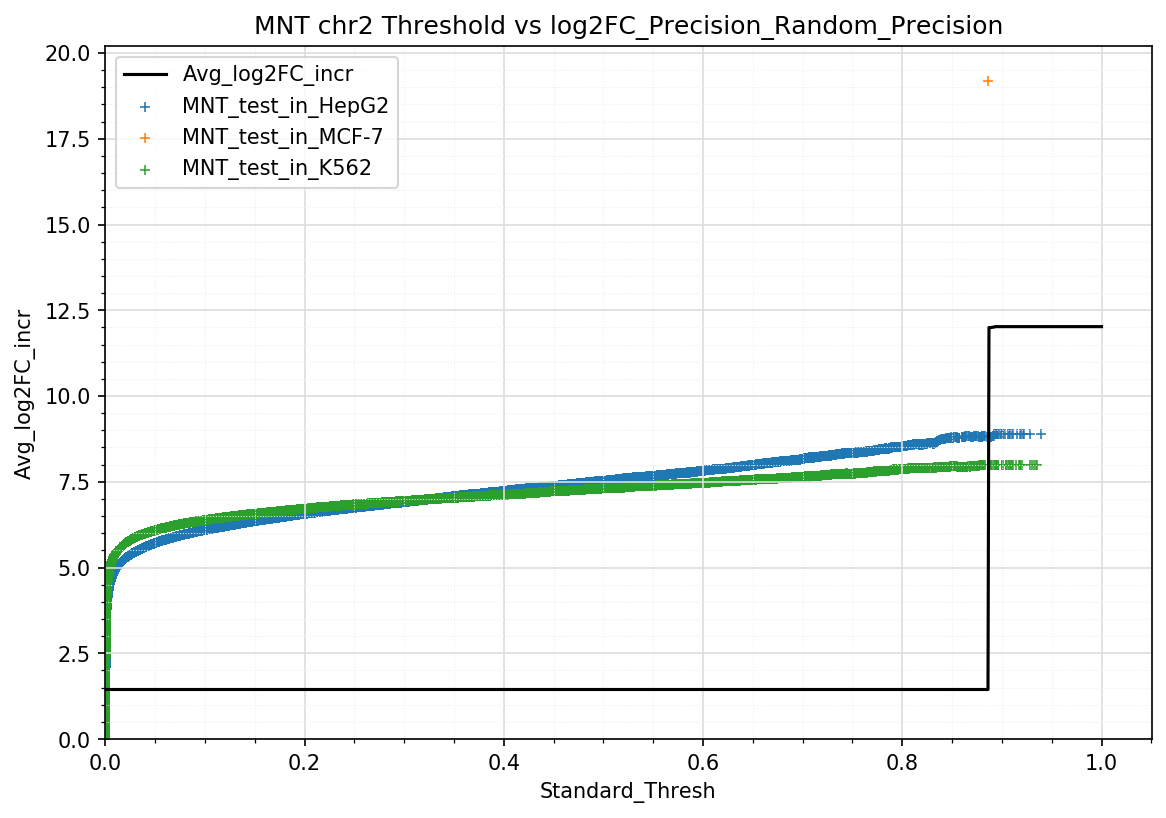 MNT chr2 Threshold vs log2FC_Precision_Random_Precision
Avg_log2FC_incr
MNT_test_in_HepG2
MNT_test_in_MCF-7
MNT_test_in_K562
20.0
17.5
15.0
12.5
10.0
7.5
5.0
2.5
0.0
Avg_log2FC_incr
0.0 0.2 0.4 0.6 0.8 1.0
Standard_Thresh